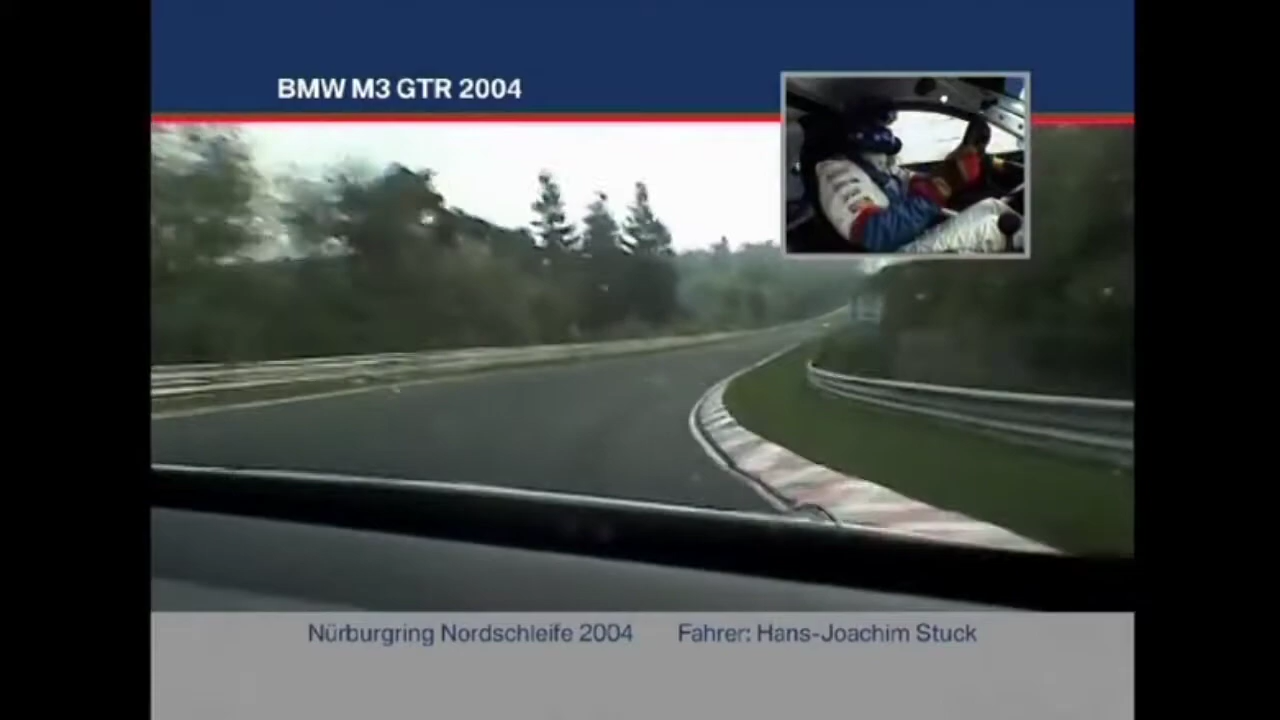 BMW M3 GTR 2004
Nürburgring Nordschleife 2004 Fahrer: Hans-Joachim Stuck